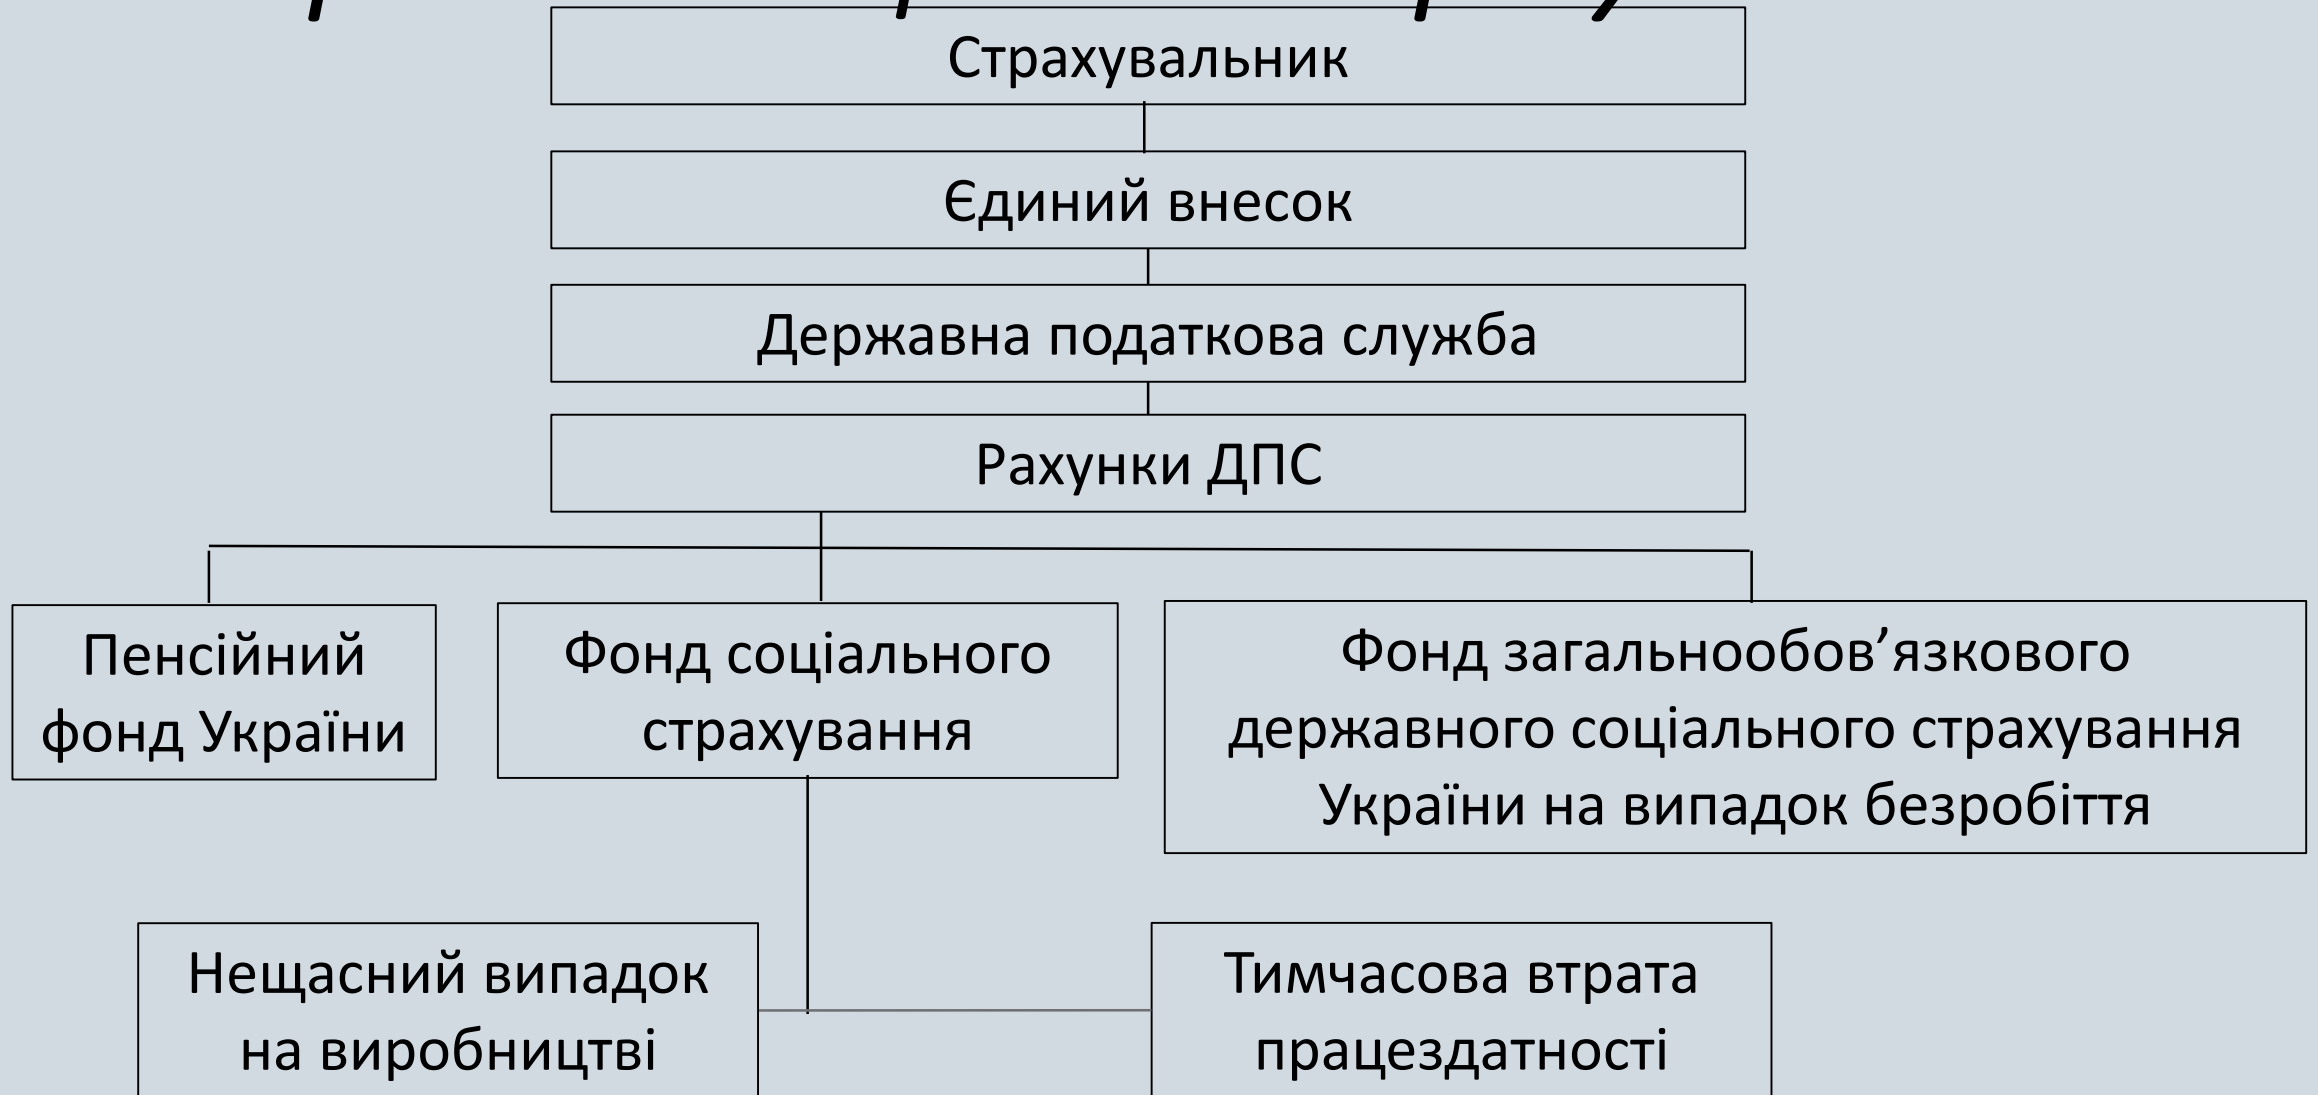 Страхувальник
Єдиний внесок
Державна податкова служба
Рахунки ДПС
Пенсійний
фонд України
Фонд соціального
страхування
Фонд загальнообов’язкового
державного соціального страхування
України на випадок безробіття
Нещасний випадок
на виробництві
Тимчасова втрата
працездатності